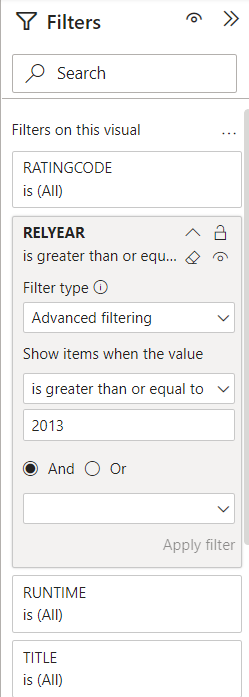 Filters
Search
Filters on this visual
...
RATINGCODE
is (All)
RELYEAR
is greater than or equ...
Filter type
Advanced filtering
Show items when the value
is greater than or equal to
2013
And Or
Apply filter
RUNTIME
is (All)
TITLE
is (All)